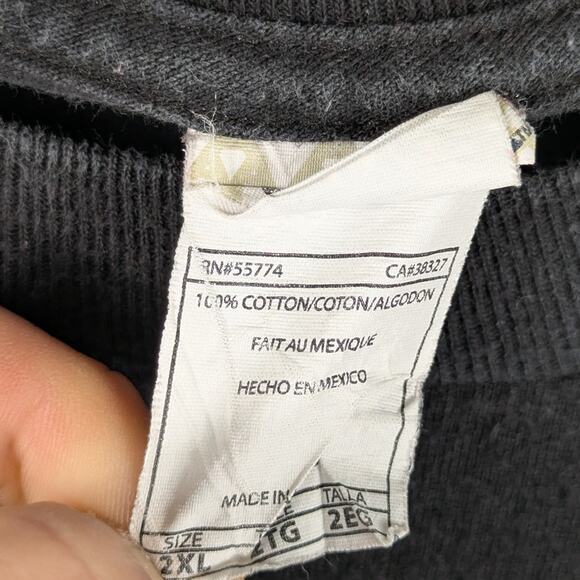 RN#55774 CA#38327
100% COTTON/COTON/ALGODON
FAIT AU MEXIQUE
HECHO EN MEXICO
MADE IN
SIZE TALLA
2XL 2TG 2EG